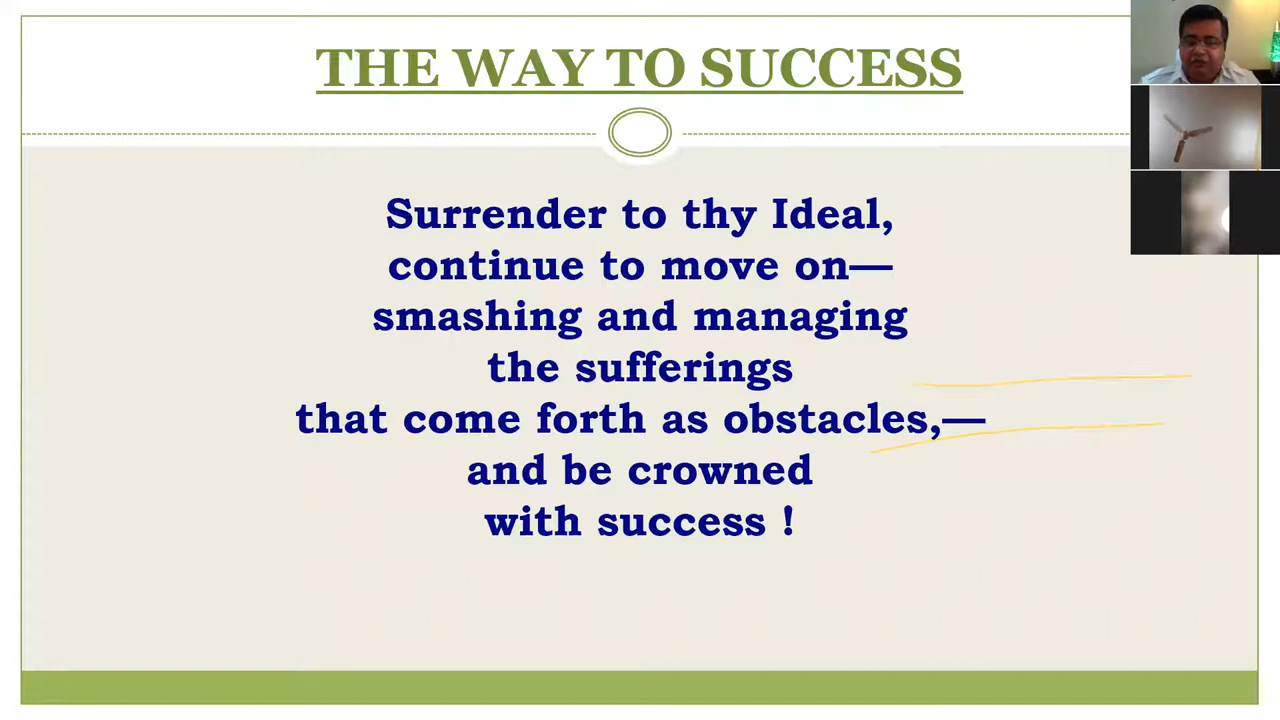 THE WAY TO SUCCESS
Surrender to thy Ideal,
continue to move on—
smashing and managing
the sufferings
that come forth as obstacles,—
and be crowned
with success !